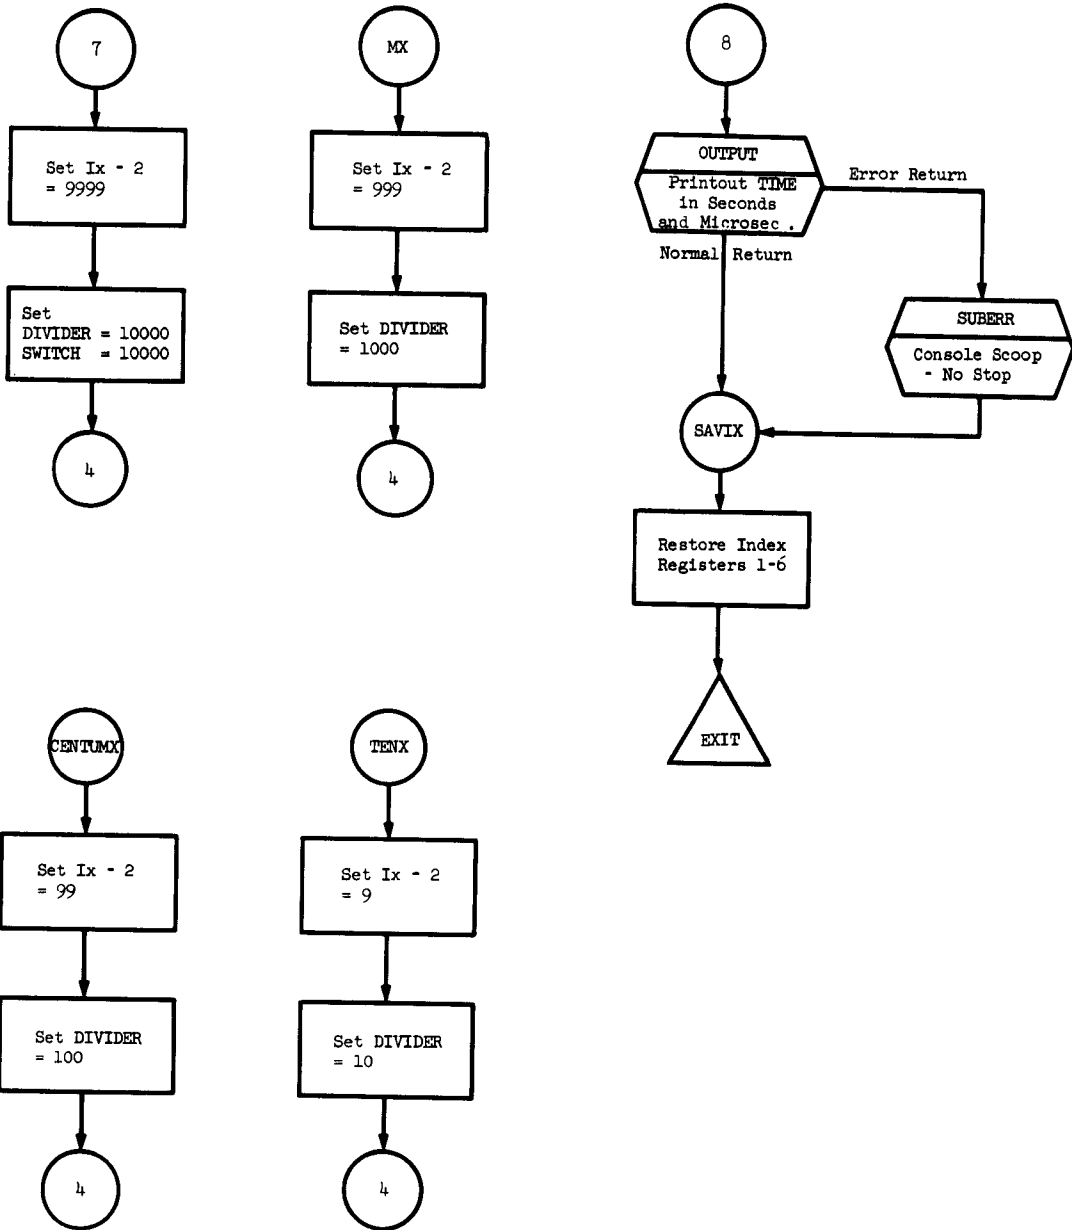 7
Set Ix - 2
= 9999
Set
DIVIDER = 10000
SWITCH = 10000
4
MX
Set Ix - 2
= 999
Set DIVIDER
= 1000
4
8
OUTPUT
Printout TIME
in Seconds
and Microsec.
Error Return
Normal Return
SUBERR
Console Scoop
- No Stop
SAVIX
Restore Index
Registers 1-6
EXIT
CENTUMX
Set Ix - 2
= 99
Set DIVIDER
= 100
4
TENX
Set Ix - 2
= 9
Set DIVIDER
= 10
4